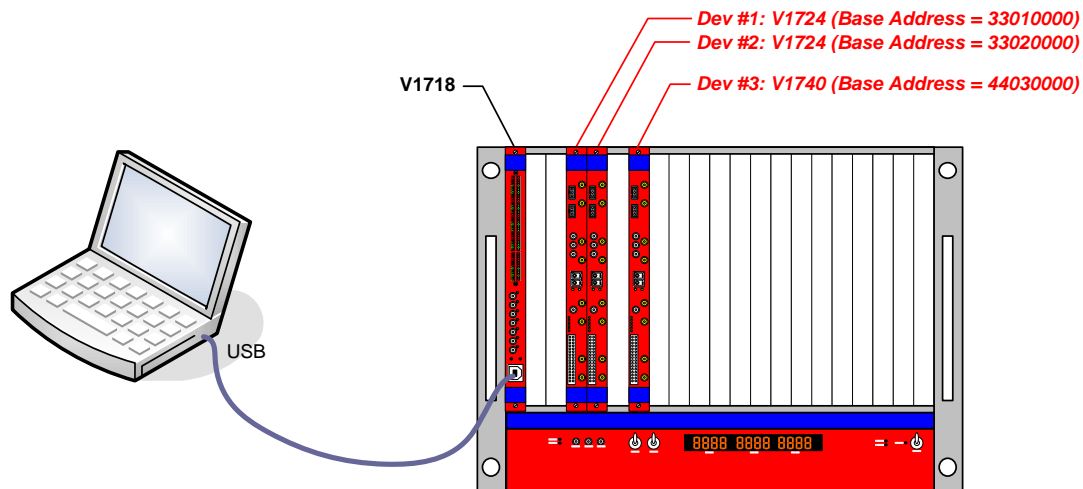 Dev #1: V1724 (Base Address = 33010000)
Dev #2: V1724 (Base Address = 33020000)
V1718
Dev #3: V1740 (Base Address = 44030000)
USB
8888 8888 8888